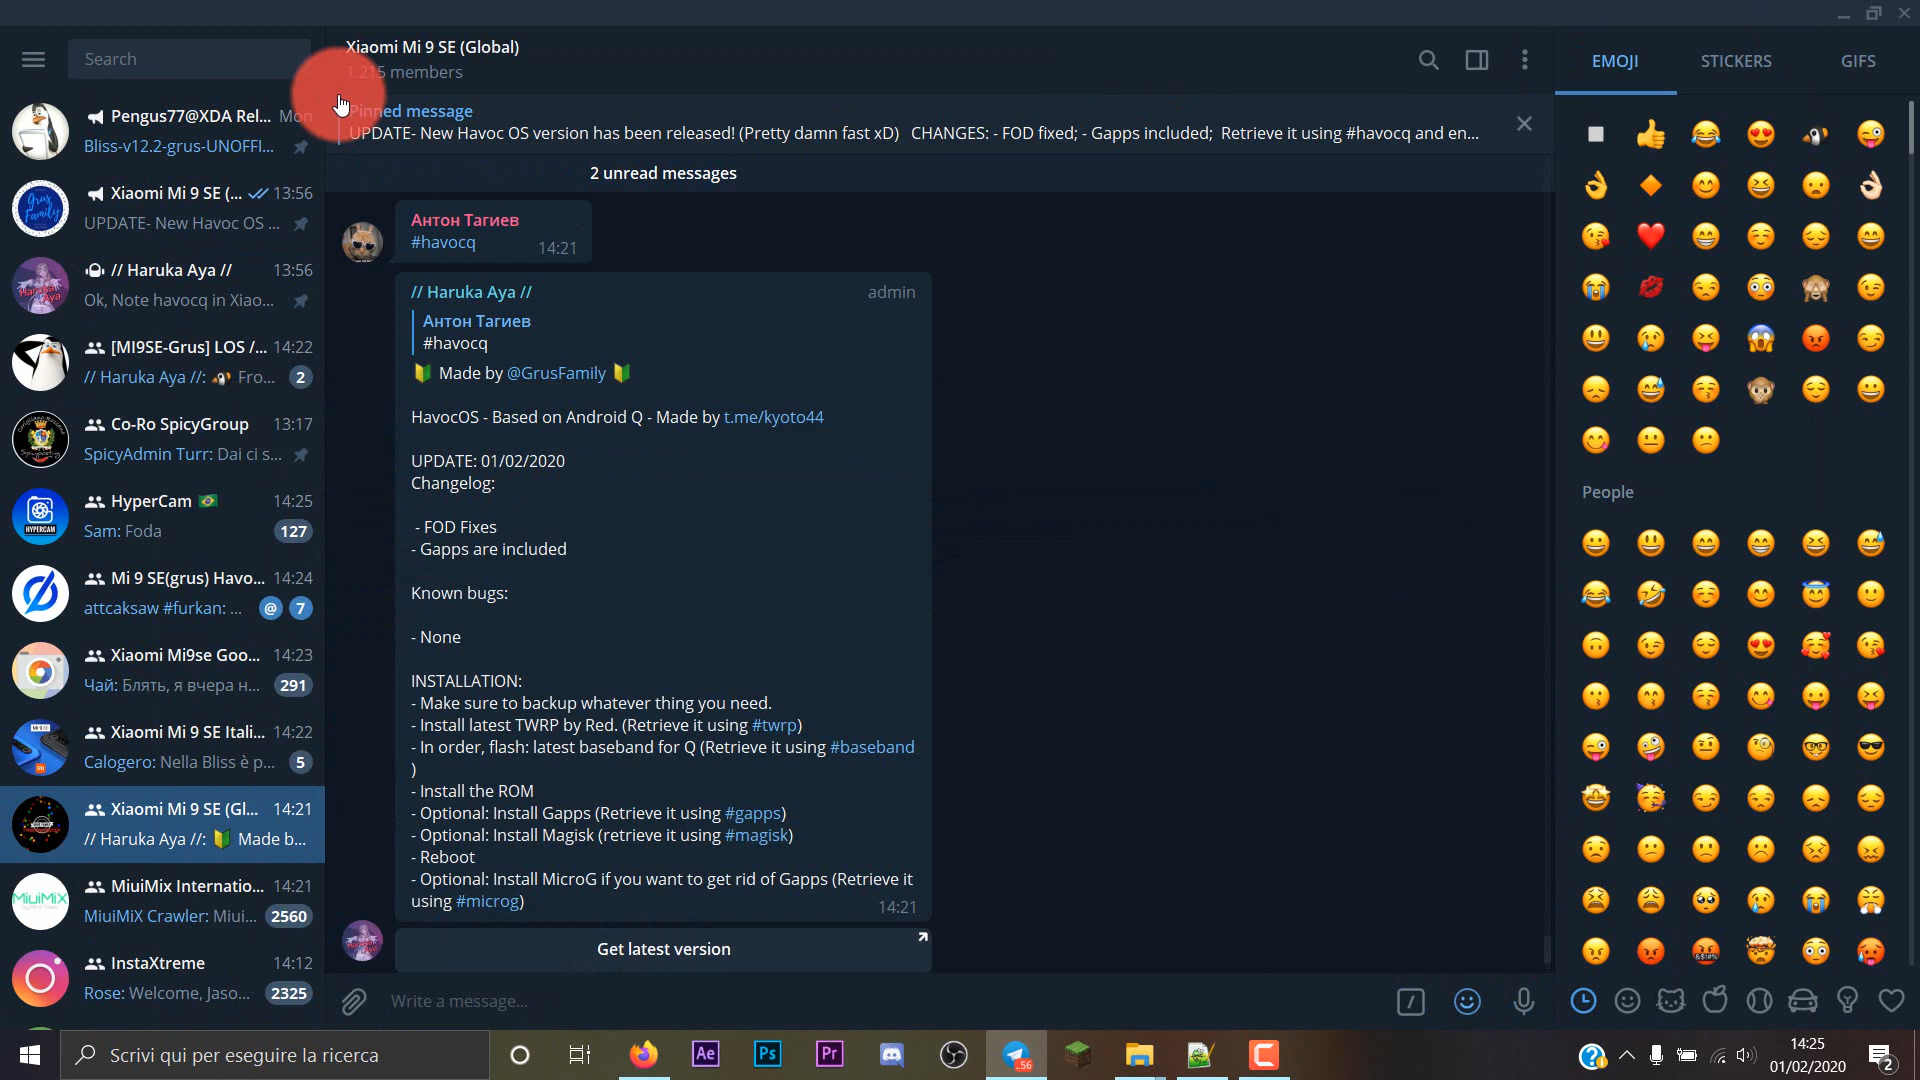 Search
Pengus77@XDA Rel... Mon
Bliss-v12.2-grus-UNOFFI...
Xiaomi Mi 9 SE (... 13:56
UPDATE- New Havoc OS ...
// Haruka Aya // 13:56
Ok, Note havocq in Xiao...
[MI9SE-Grus] LOS /... 14:22
// Haruka Aya //: 🐧 Fro... 2
Co-Ro SpicyGroup 13:17
SpicyAdmin Turr: Dai ci s...
HyperCam 🇧🇷 14:25
Sam: Foda 127
HYPERCAM
Mi 9 SE(grus) Havo... 14:24
attcaksaw #furkan: ... @ 7
Xiaomi Mi9se Goo... 14:23
Чай: Блять, я вчера н... 291
Xiaomi Mi 9 SE Itali... 14:22
Calogero: Nella Bliss è p... 5
Xiaomi Mi 9 SE (Gl... 14:21
// Haruka Aya //: 🔰 Made b...
MiuiMix Internatio... 14:21
MiuiMiX Crawler: Miui... 2560
MiuiMiX
InstaXtreme 14:12
Rose: Welcome, Jaso... 2325
Grus Family
Haruka Aya
Xiaomi Mi 9 SE (Global)
1.215 members
Pinned message
UPDATE- New Havoc OS version has been released! (Pretty damn fast xD) CHANGES: - FOD fixed; - Gapps included; Retrieve it using #havocq and en...
2 unread messages
Антон Тагиев
#havocq 14:21
// Haruka Aya // admin
Антон Тагиев
#havocq
🔰 Made by @GrusFamily 🔰
HavocOS - Based on Android Q - Made by t.me/kyoto44
UPDATE: 01/02/2020
Changelog:
- FOD Fixes
- Gapps are included
Known bugs:
- None
INSTALLATION:
- Make sure to backup whatever thing you need.
- Install latest TWRP by Red. (Retrieve it using #twrp)
- In order, flash: latest baseband for Q (Retrieve it using #baseband
)
- Install the ROM
- Optional: Install Gapps (Retrieve it using #gapps)
- Optional: Install Magisk (retrieve it using #magisk)
- Reboot
- Optional: Install MicroG if you want to get rid of Gapps (Retrieve it
using #microg) 14:21
Get latest version
Write a message...
EMOJI STICKERS GIFS
People
Scrivi qui per eseguire la ricerca
Ae Ps Pr 56
14:25
01/02/2020
2